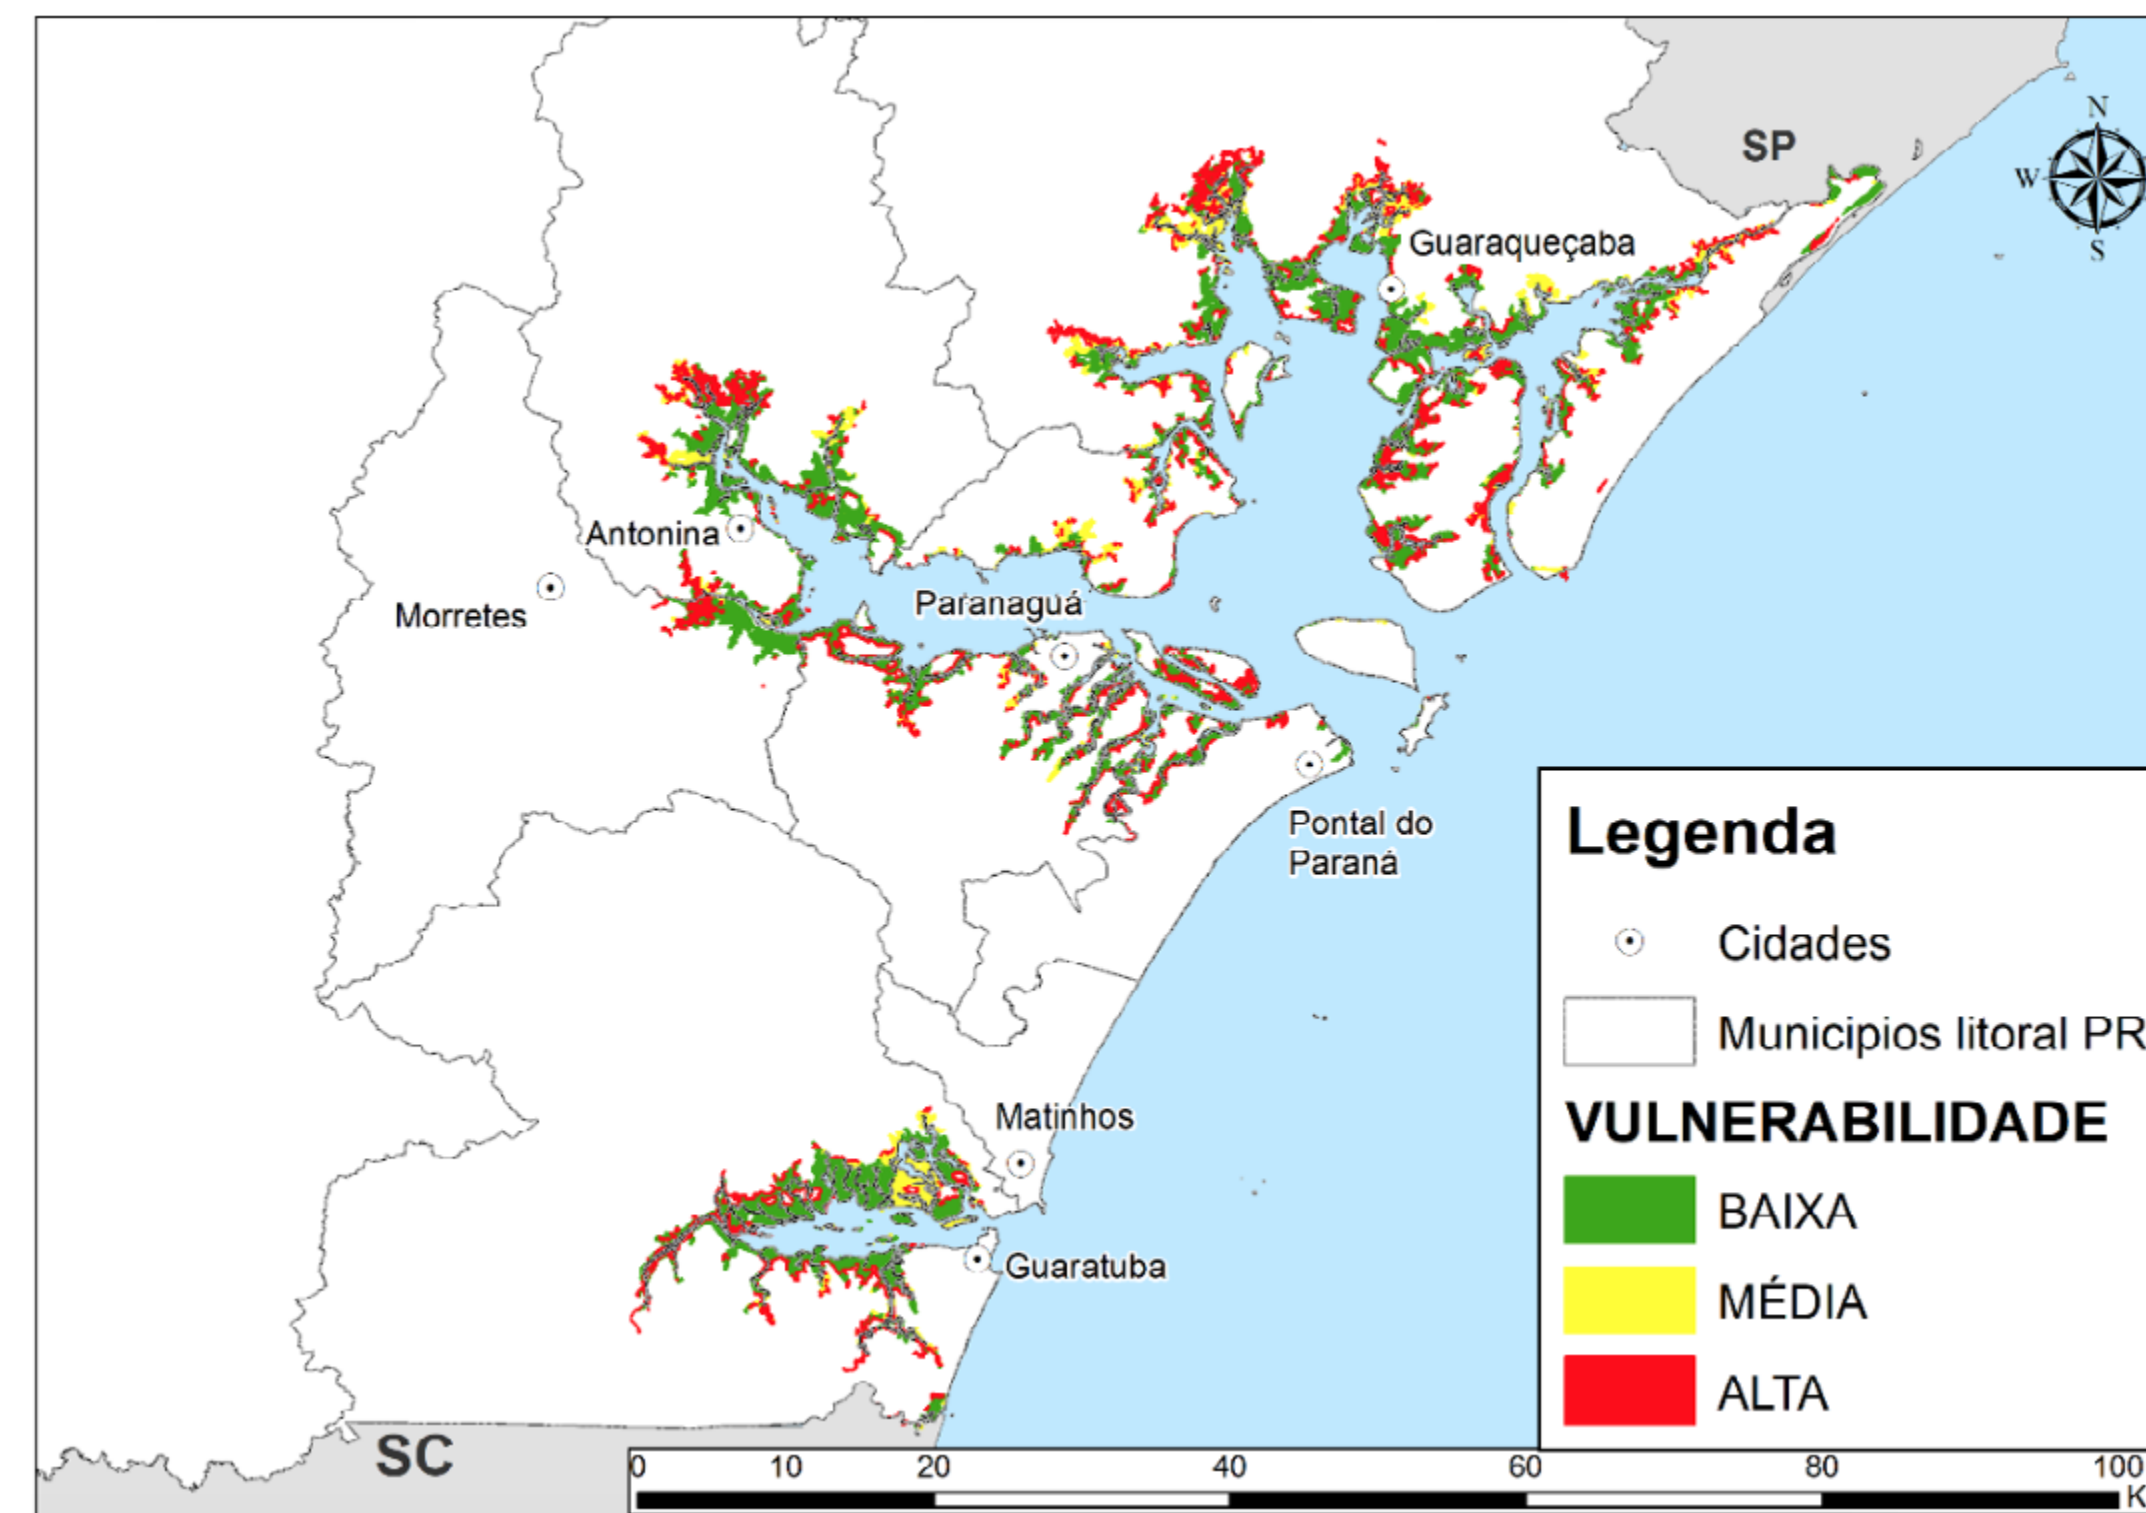 SP
N
W
S
Guaraqueçaba
Antonina
Morretes
Paranaguá
Pontal do
Paraná
Matinhos
Guaratuba
SC
Legenda
Cidades
Municipios litoral PR
VULNERABILIDADE
BAIXA
MÉDIA
ALTA
0 10 20 40 60 80 100
K